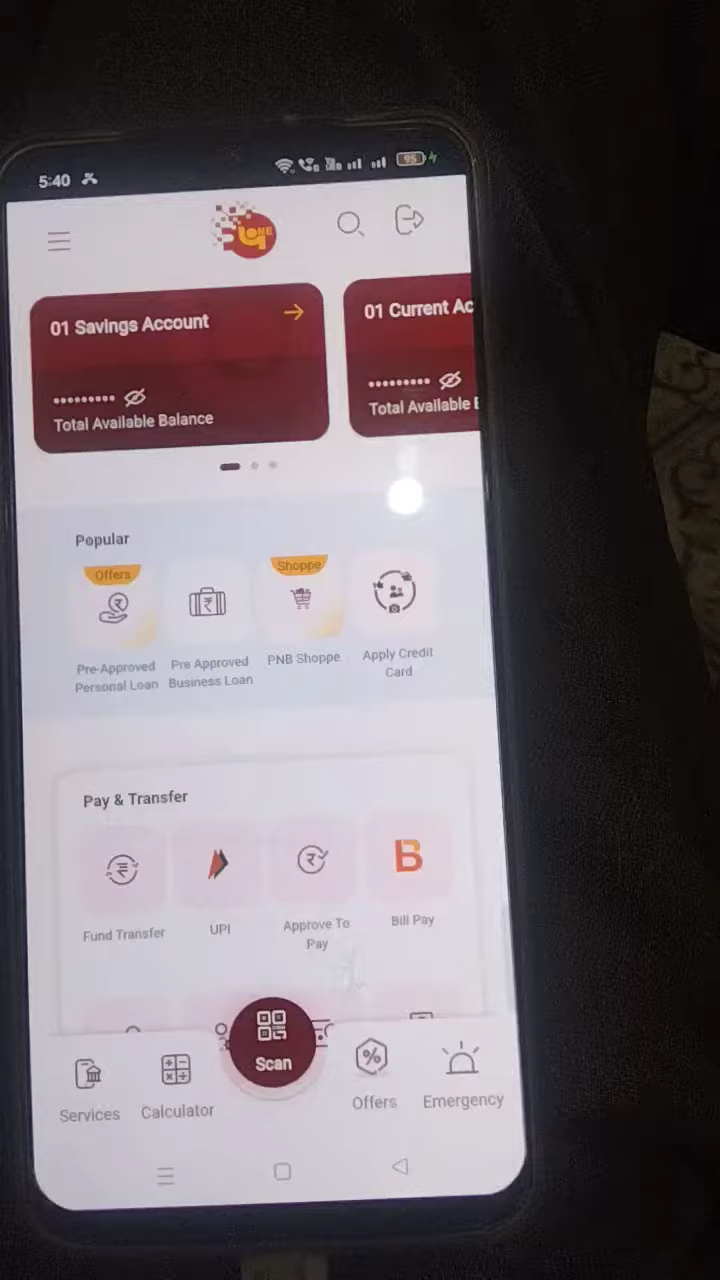 5:40
95
ME
01 Savings Account
01 Current Ac
Total Available Balance
Total Available B
Popular
Offers
Shoppe
Pre-Approved
Personal Loan
Pre Approved
Business Loan
PNB Shoppe
Apply Credit
Card
Pay & Transfer
Fund Transfer
UPI
Approve To
Pay
B
Bill Pay
Scan
Services
Calculator
Offers
Emergency